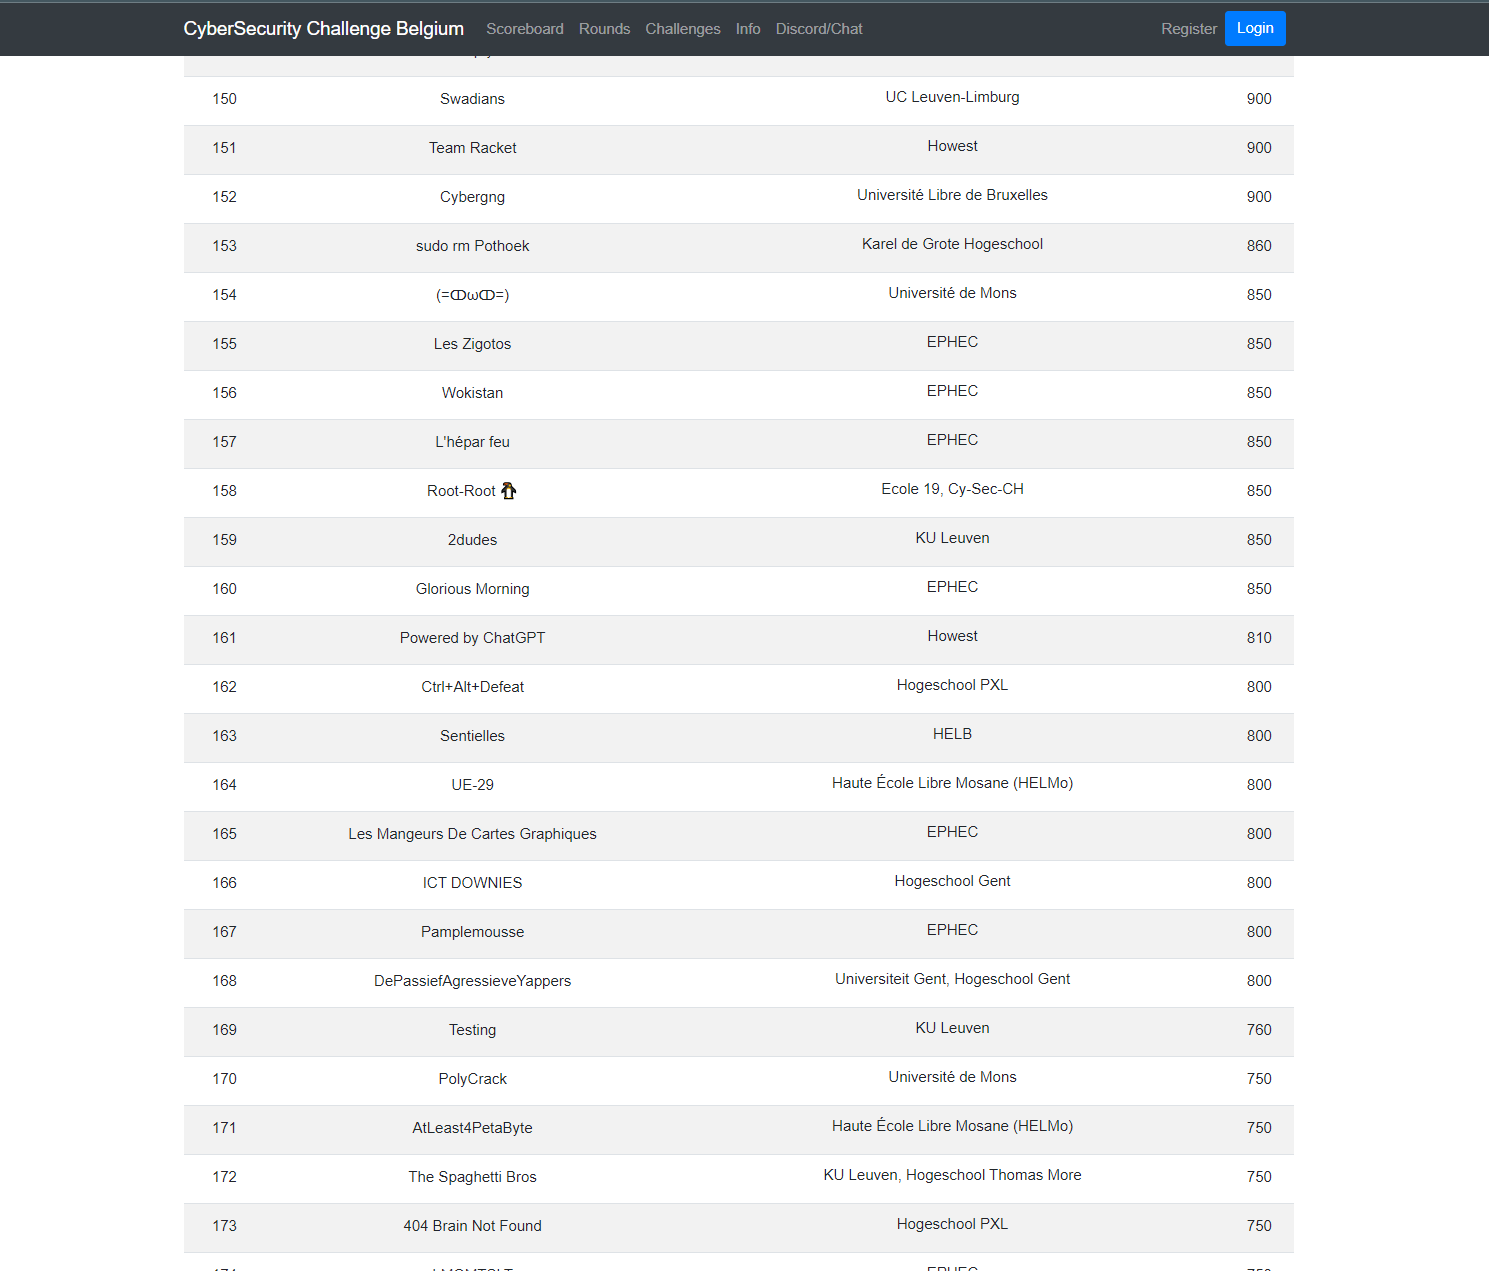 CyberSecurity Challenge Belgium Scoreboard Rounds Challenges Info Discord/Chat Register Login
150 Swadians UC Leuven-Limburg 900
151 Team Racket Howest 900
152 Cybergng Université Libre de Bruxelles 900
153 sudo rm Pothoek Karel de Grote Hogeschool 860
154 (=ↀωↀ=) Université de Mons 850
155 Les Zigotos EPHEC 850
156 Wokistan EPHEC 850
157 L'hépar feu EPHEC 850
158 Root-Root 🐧 Ecole 19, Cy-Sec-CH 850
159 2dudes KU Leuven 850
160 Glorious Morning EPHEC 850
161 Powered by ChatGPT Howest 810
162 Ctrl+Alt+Defeat Hogeschool PXL 800
163 Sentielles HELB 800
164 UE-29 Haute École Libre Mosane (HELMo) 800
165 Les Mangeurs De Cartes Graphiques EPHEC 800
166 ICT DOWNIES Hogeschool Gent 800
167 Pamplemousse EPHEC 800
168 DePassiefAgressieveYappers Universiteit Gent, Hogeschool Gent 800
169 Testing KU Leuven 760
170 PolyCrack Université de Mons 750
171 AtLeast4PetaByte Haute École Libre Mosane (HELMo) 750
172 The Spaghetti Bros KU Leuven, Hogeschool Thomas More 750
173 404 Brain Not Found Hogeschool PXL 750